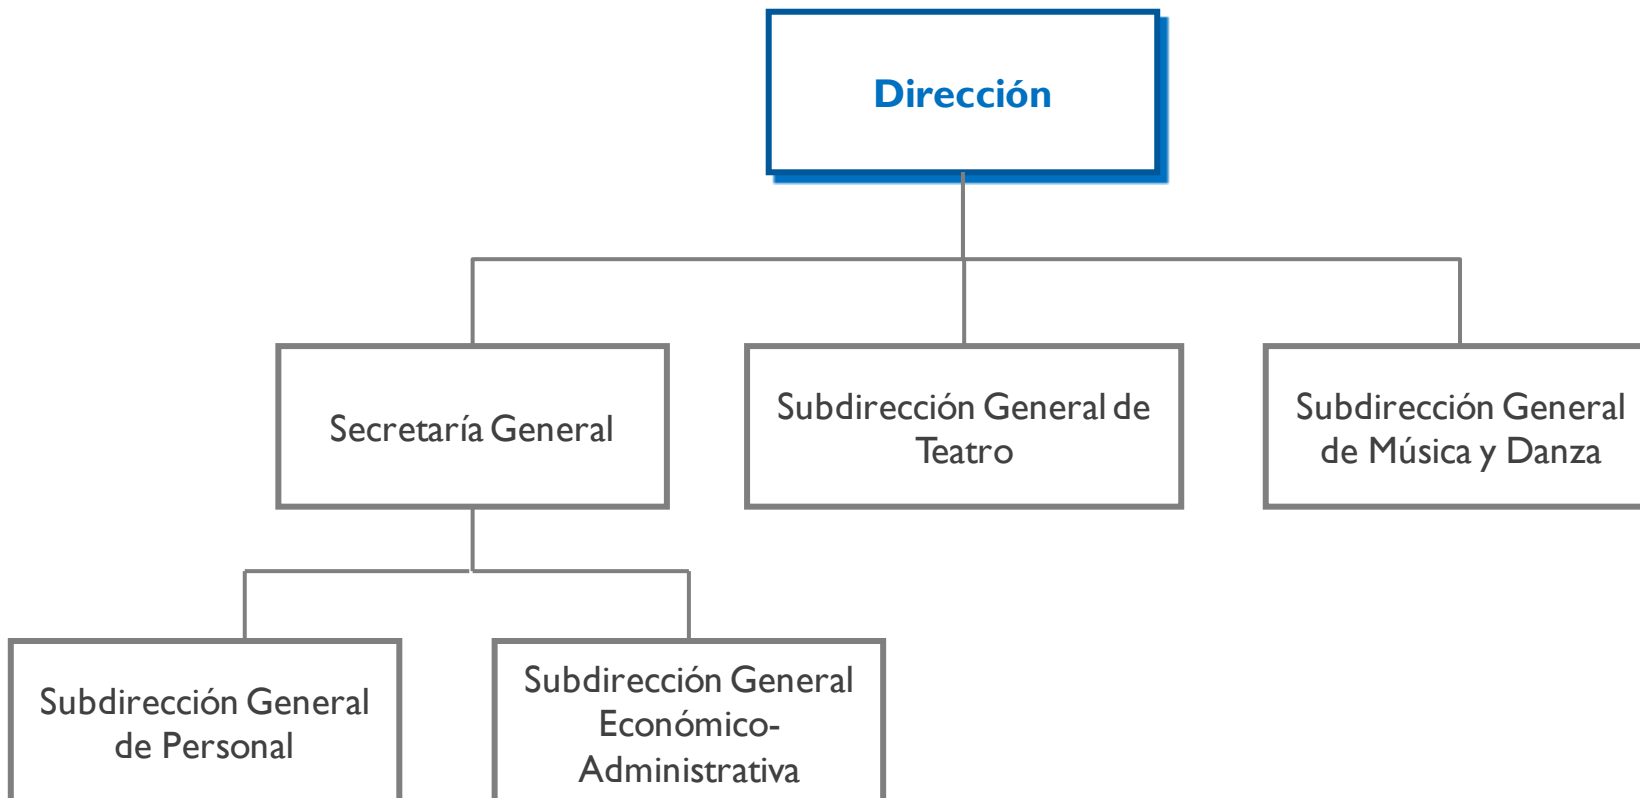 Dirección
Secretaría General
Subdirección General de
Teatro
Subdirección General
de Música y Danza
Subdirección General
de Personal
Subdirección General
Económico-
Administrativa